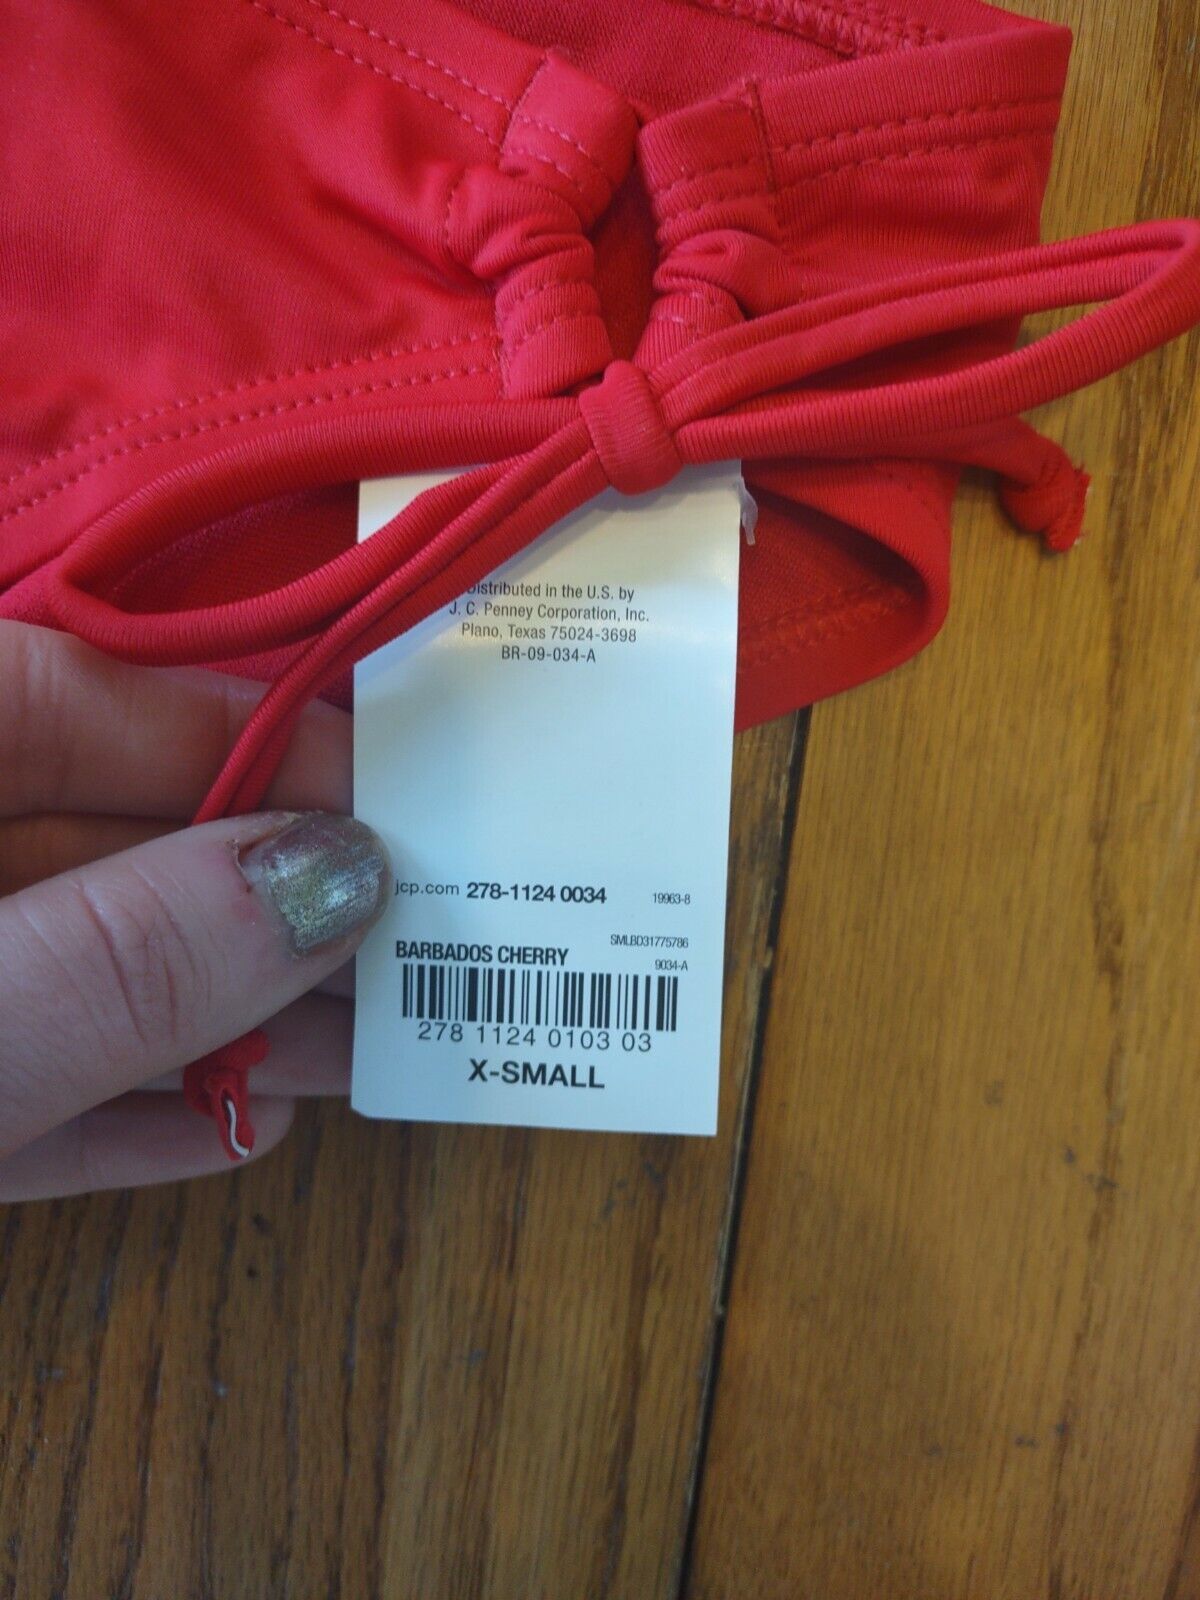 Distributed in the U.S. by
J. C. Penney Corporation, Inc.
Plano, Texas 75024-3698
BR-09-034-A
jcp.com 278-1124 0034 19963-8
SMLBD31775786
BARBADOS CHERRY
9034-A
278 1124 0103 03
X-SMALL